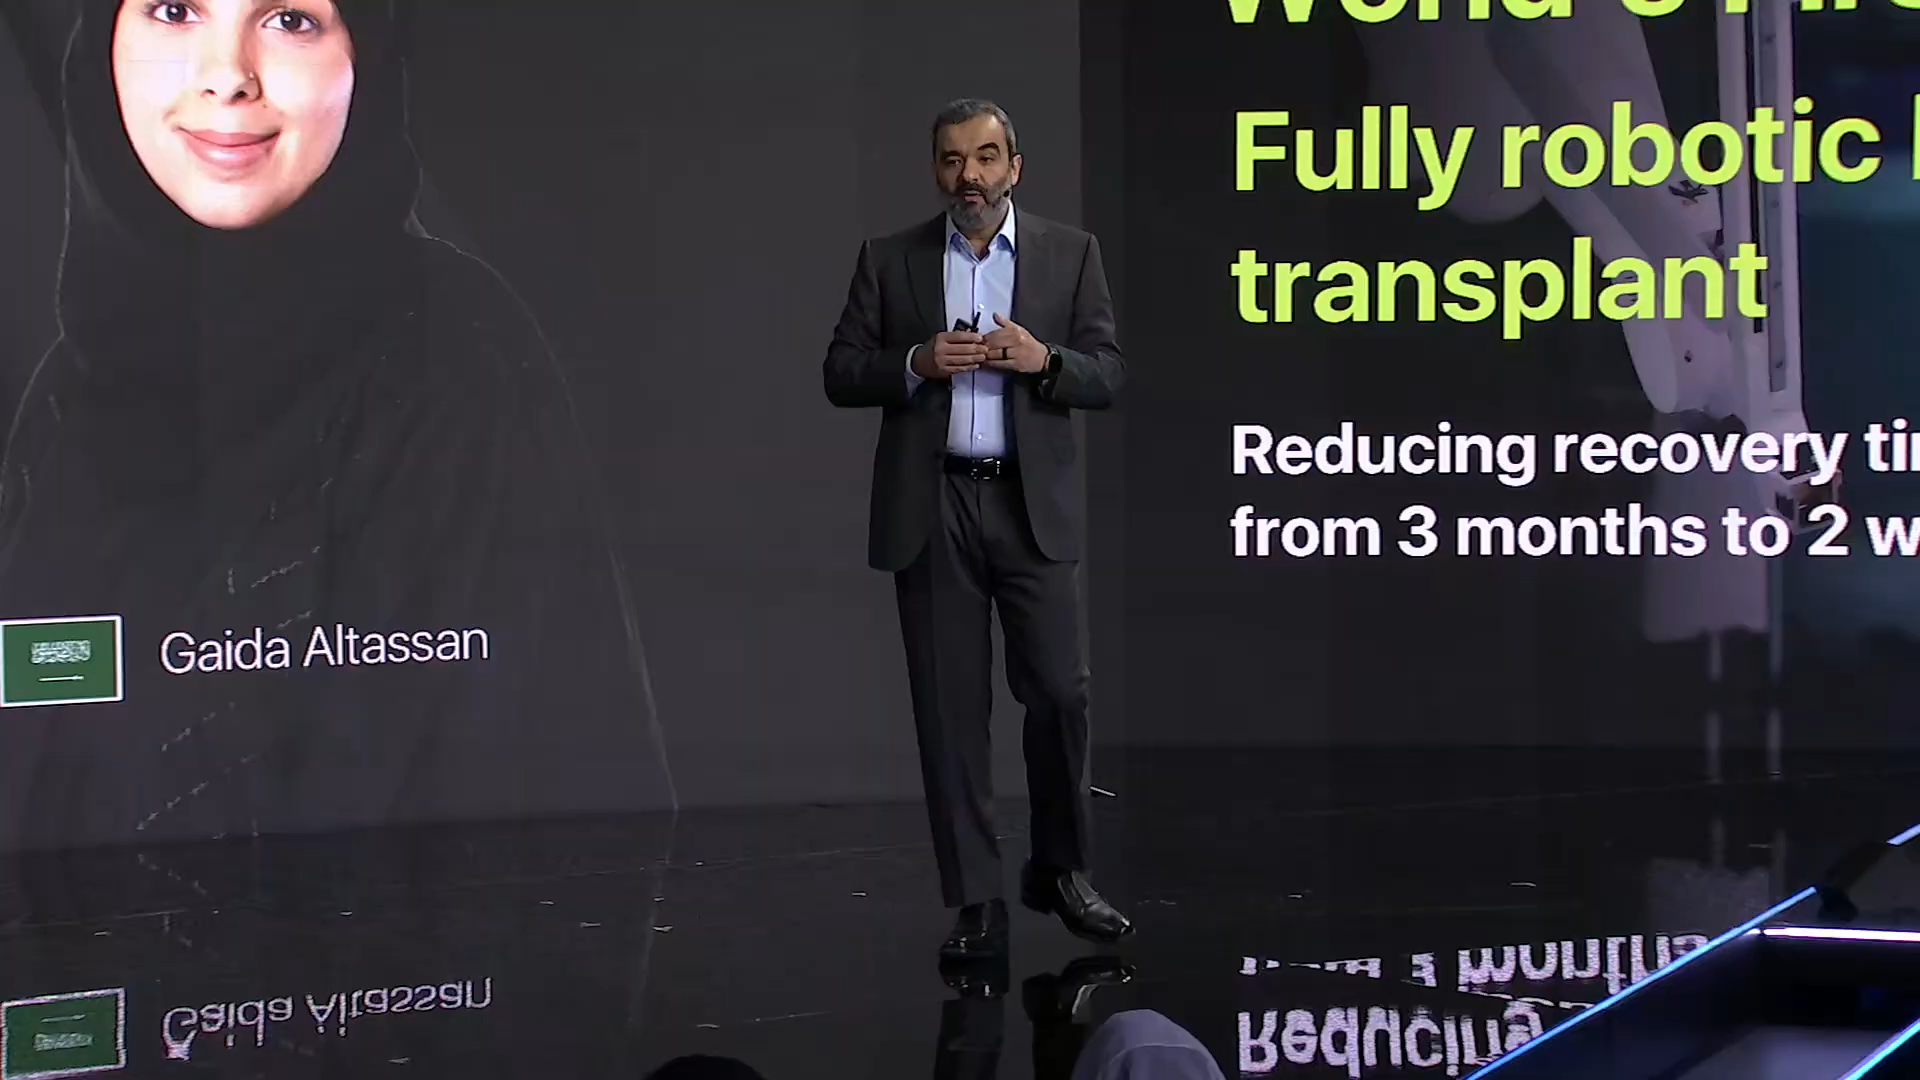 Gaida Altassan
Fully robotic
transplant
Reducing recovery
from 3 months to 2